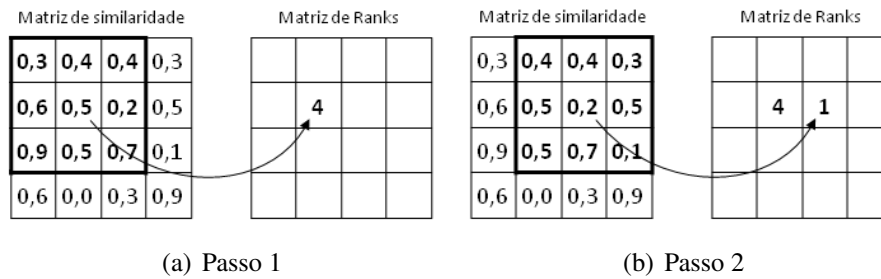 Matriz de similaridade Matriz de Ranks Matriz de similaridade Matriz de Ranks
0,3 0,4 0,4 0,3 0,3 0,4 0,4 0,3
0,6 0,5 0,2 0,5 4 0,6 0,5 0,2 0,5 4 1
0,9 0,5 0,7 0,1 0,9 0,5 0,7 0,1
0,6 0,0 0,3 0,9 0,6 0,0 0,3 0,9
(a) Passo 1 (b) Passo 2